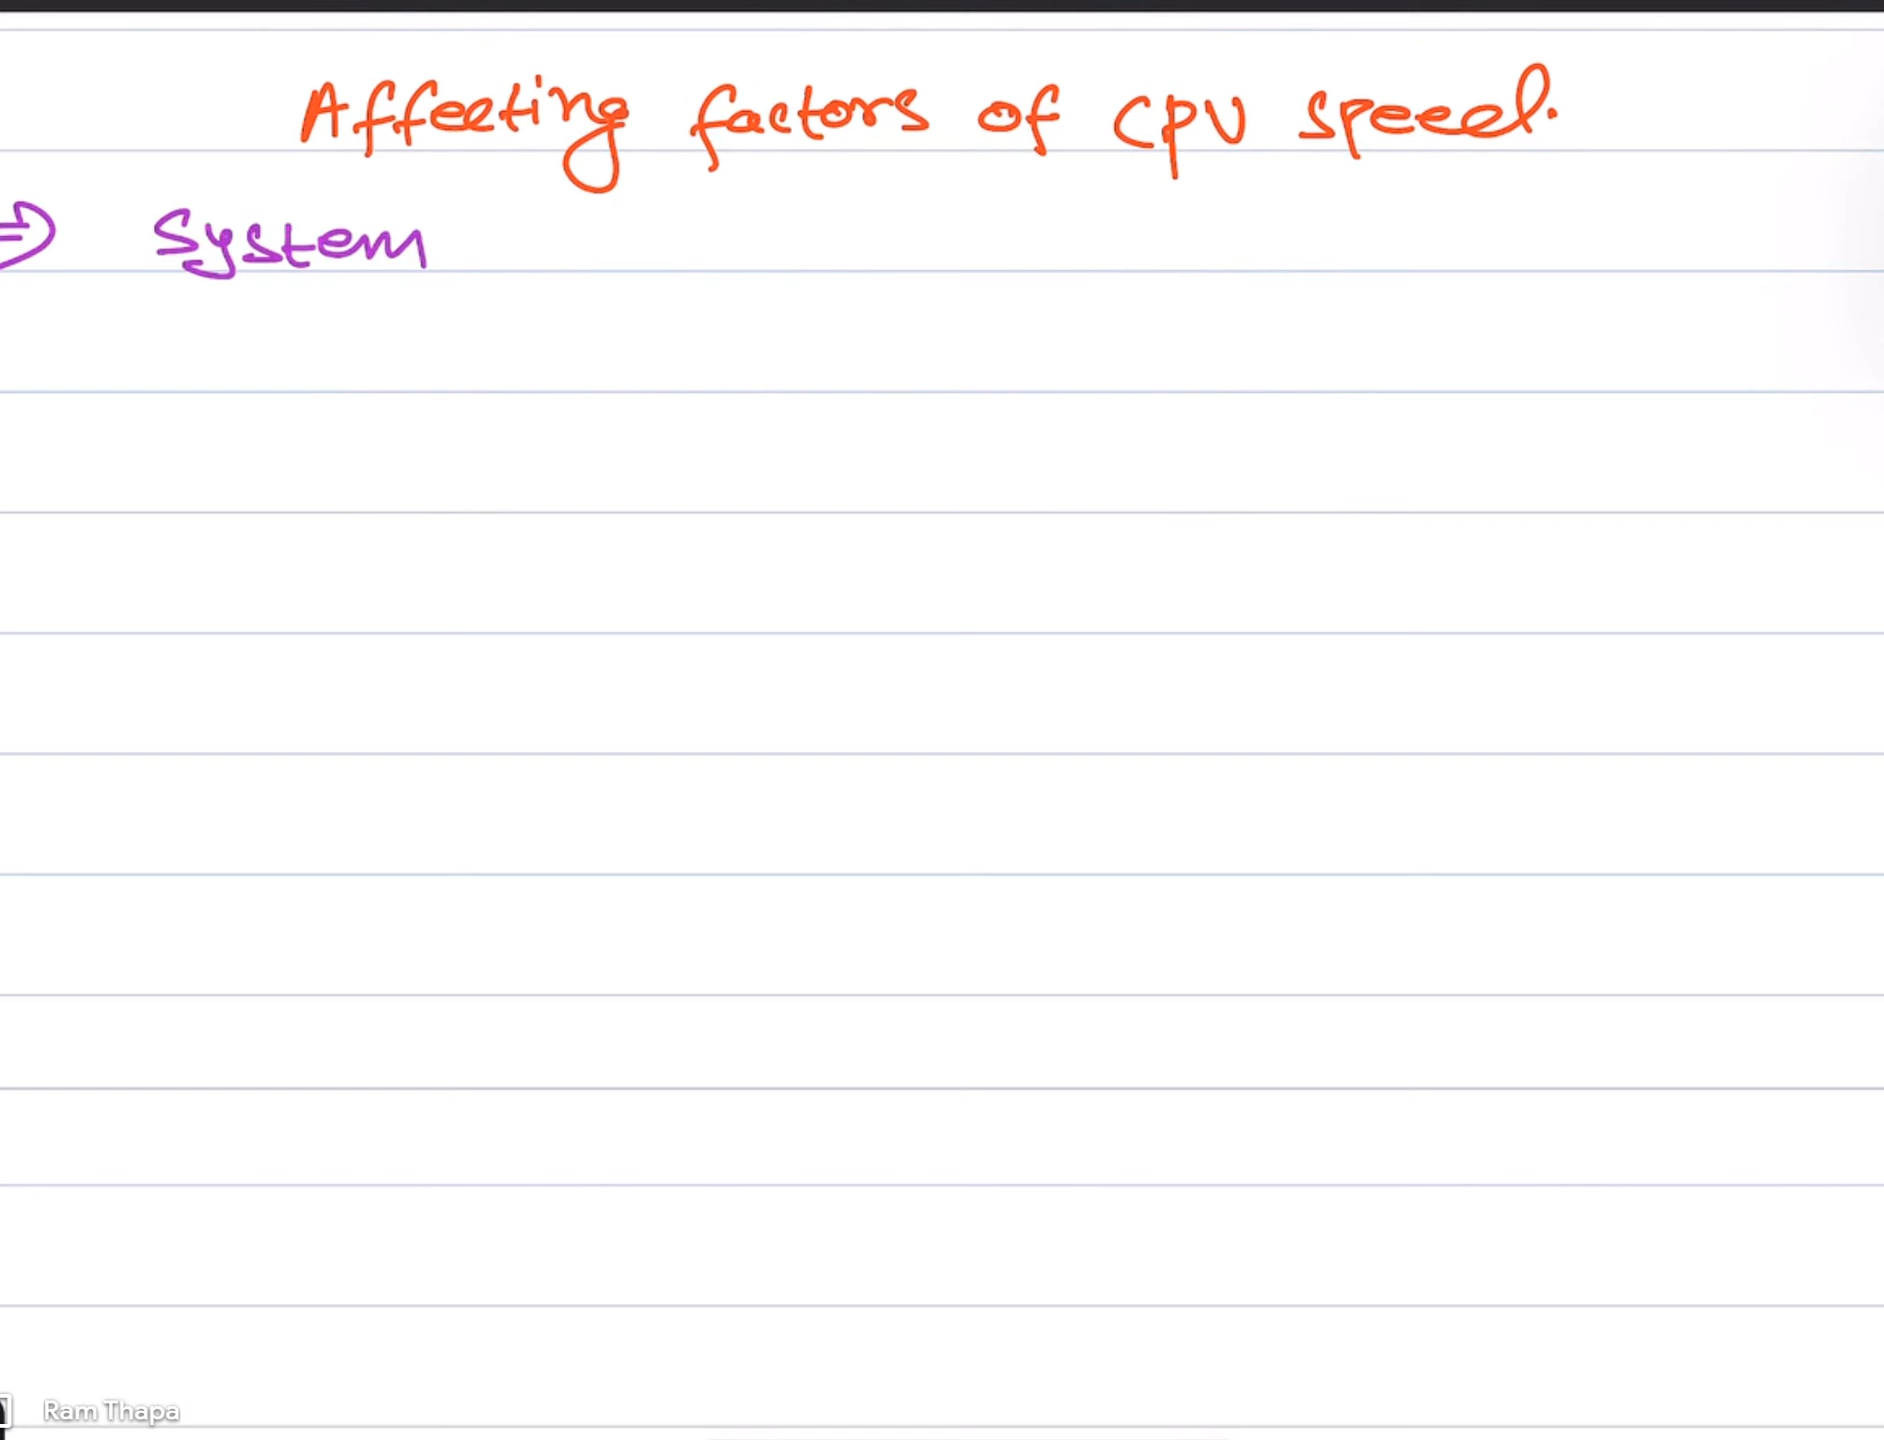 Affecting factors of CPU speed.
⇒ System
Ram Thapa